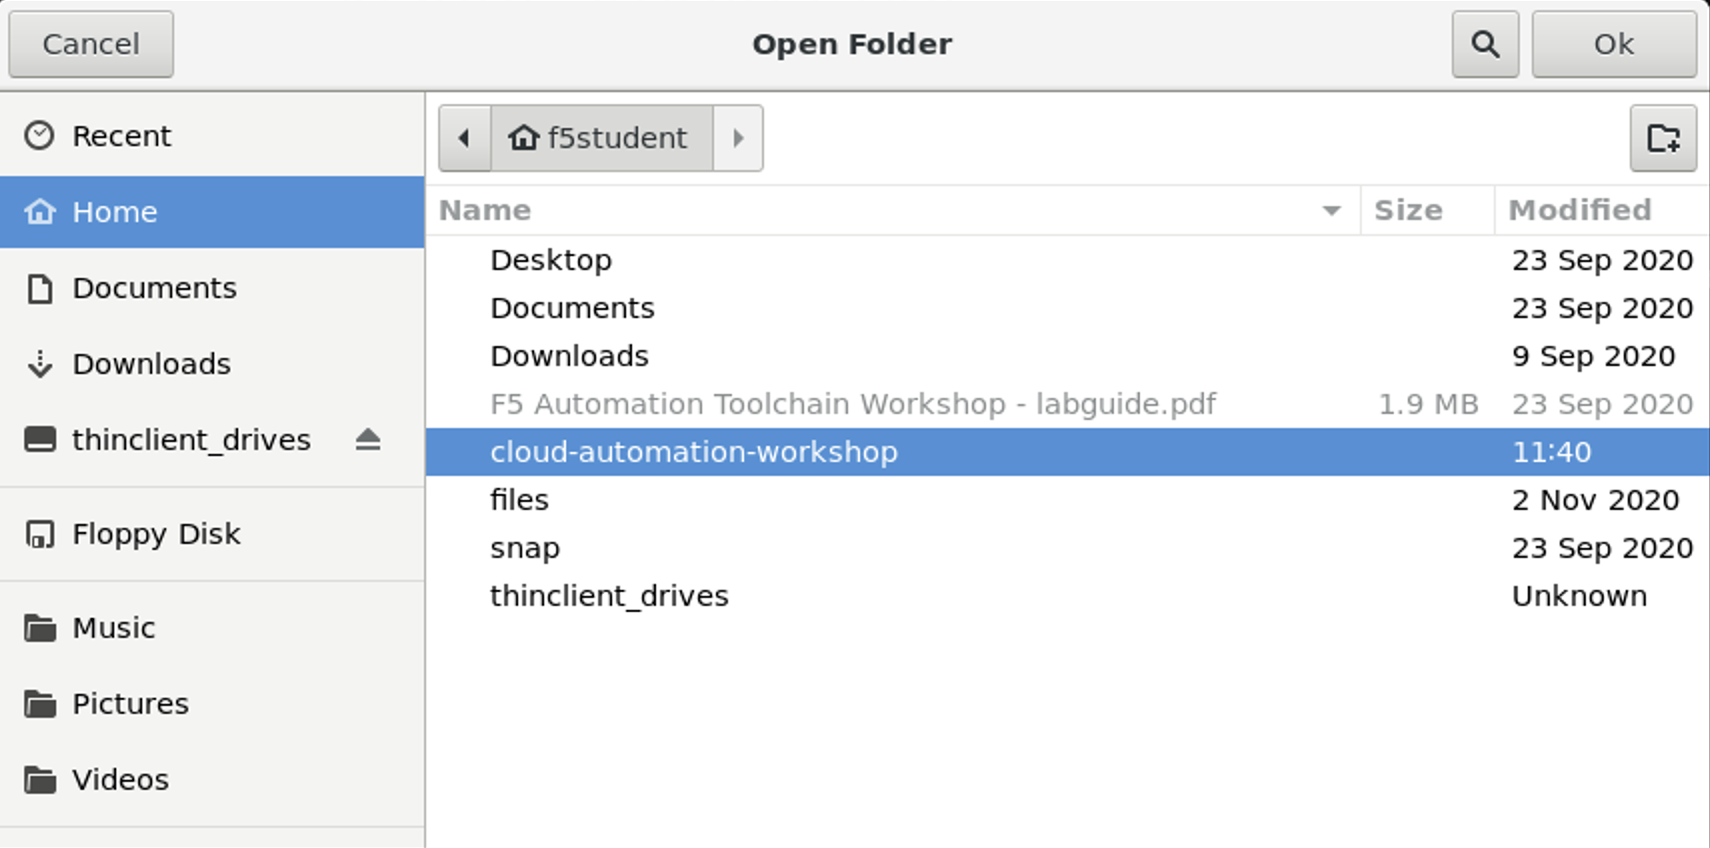 Cancel
Open Folder
Ok
Recent
Home
Documents
Downloads
thinclient_drives
Floppy Disk
Music
Pictures
Videos
f5student
Name Size Modified
Desktop 23 Sep 2020
Documents 23 Sep 2020
Downloads 9 Sep 2020
F5 Automation Toolchain Workshop - labguide.pdf 1.9 MB 23 Sep 2020
cloud-automation-workshop 11:40
files 2 Nov 2020
snap 23 Sep 2020
thinclient_drives Unknown